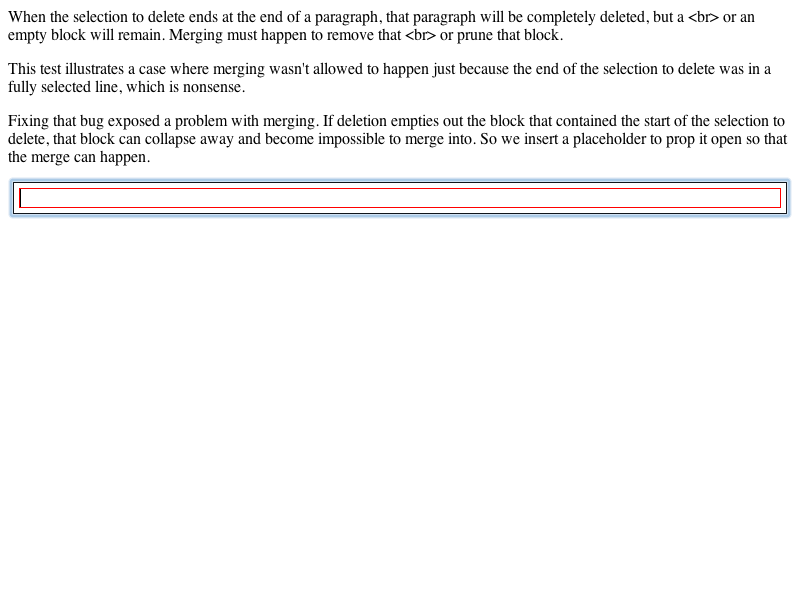 When the selection to delete ends at the end of a paragraph, that paragraph will be completely deleted, but a <br> or an
empty block will remain. Merging must happen to remove that <br> or prune that block.
This test illustrates a case where merging wasn't allowed to happen just because the end of the selection to delete was in a
fully selected line, which is nonsense.
Fixing that bug exposed a problem with merging. If deletion empties out the block that contained the start of the selection to
delete, that block can collapse away and become impossible to merge into. So we insert a placeholder to prop it open so that
the merge can happen.